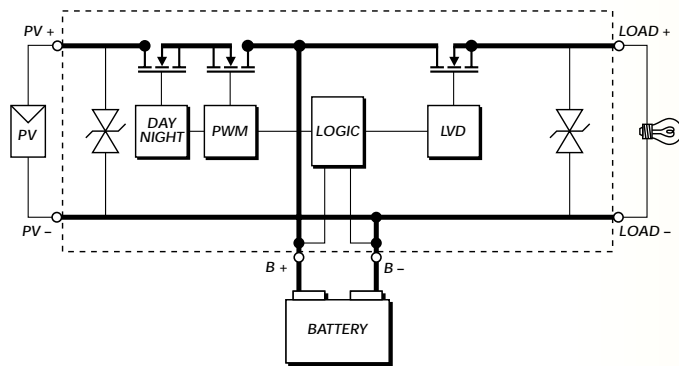 PV +
LOAD +
PV
DAY
NIGHT
PWM
LOGIC
LVD
PV –
LOAD –
B +
B –
BATTERY